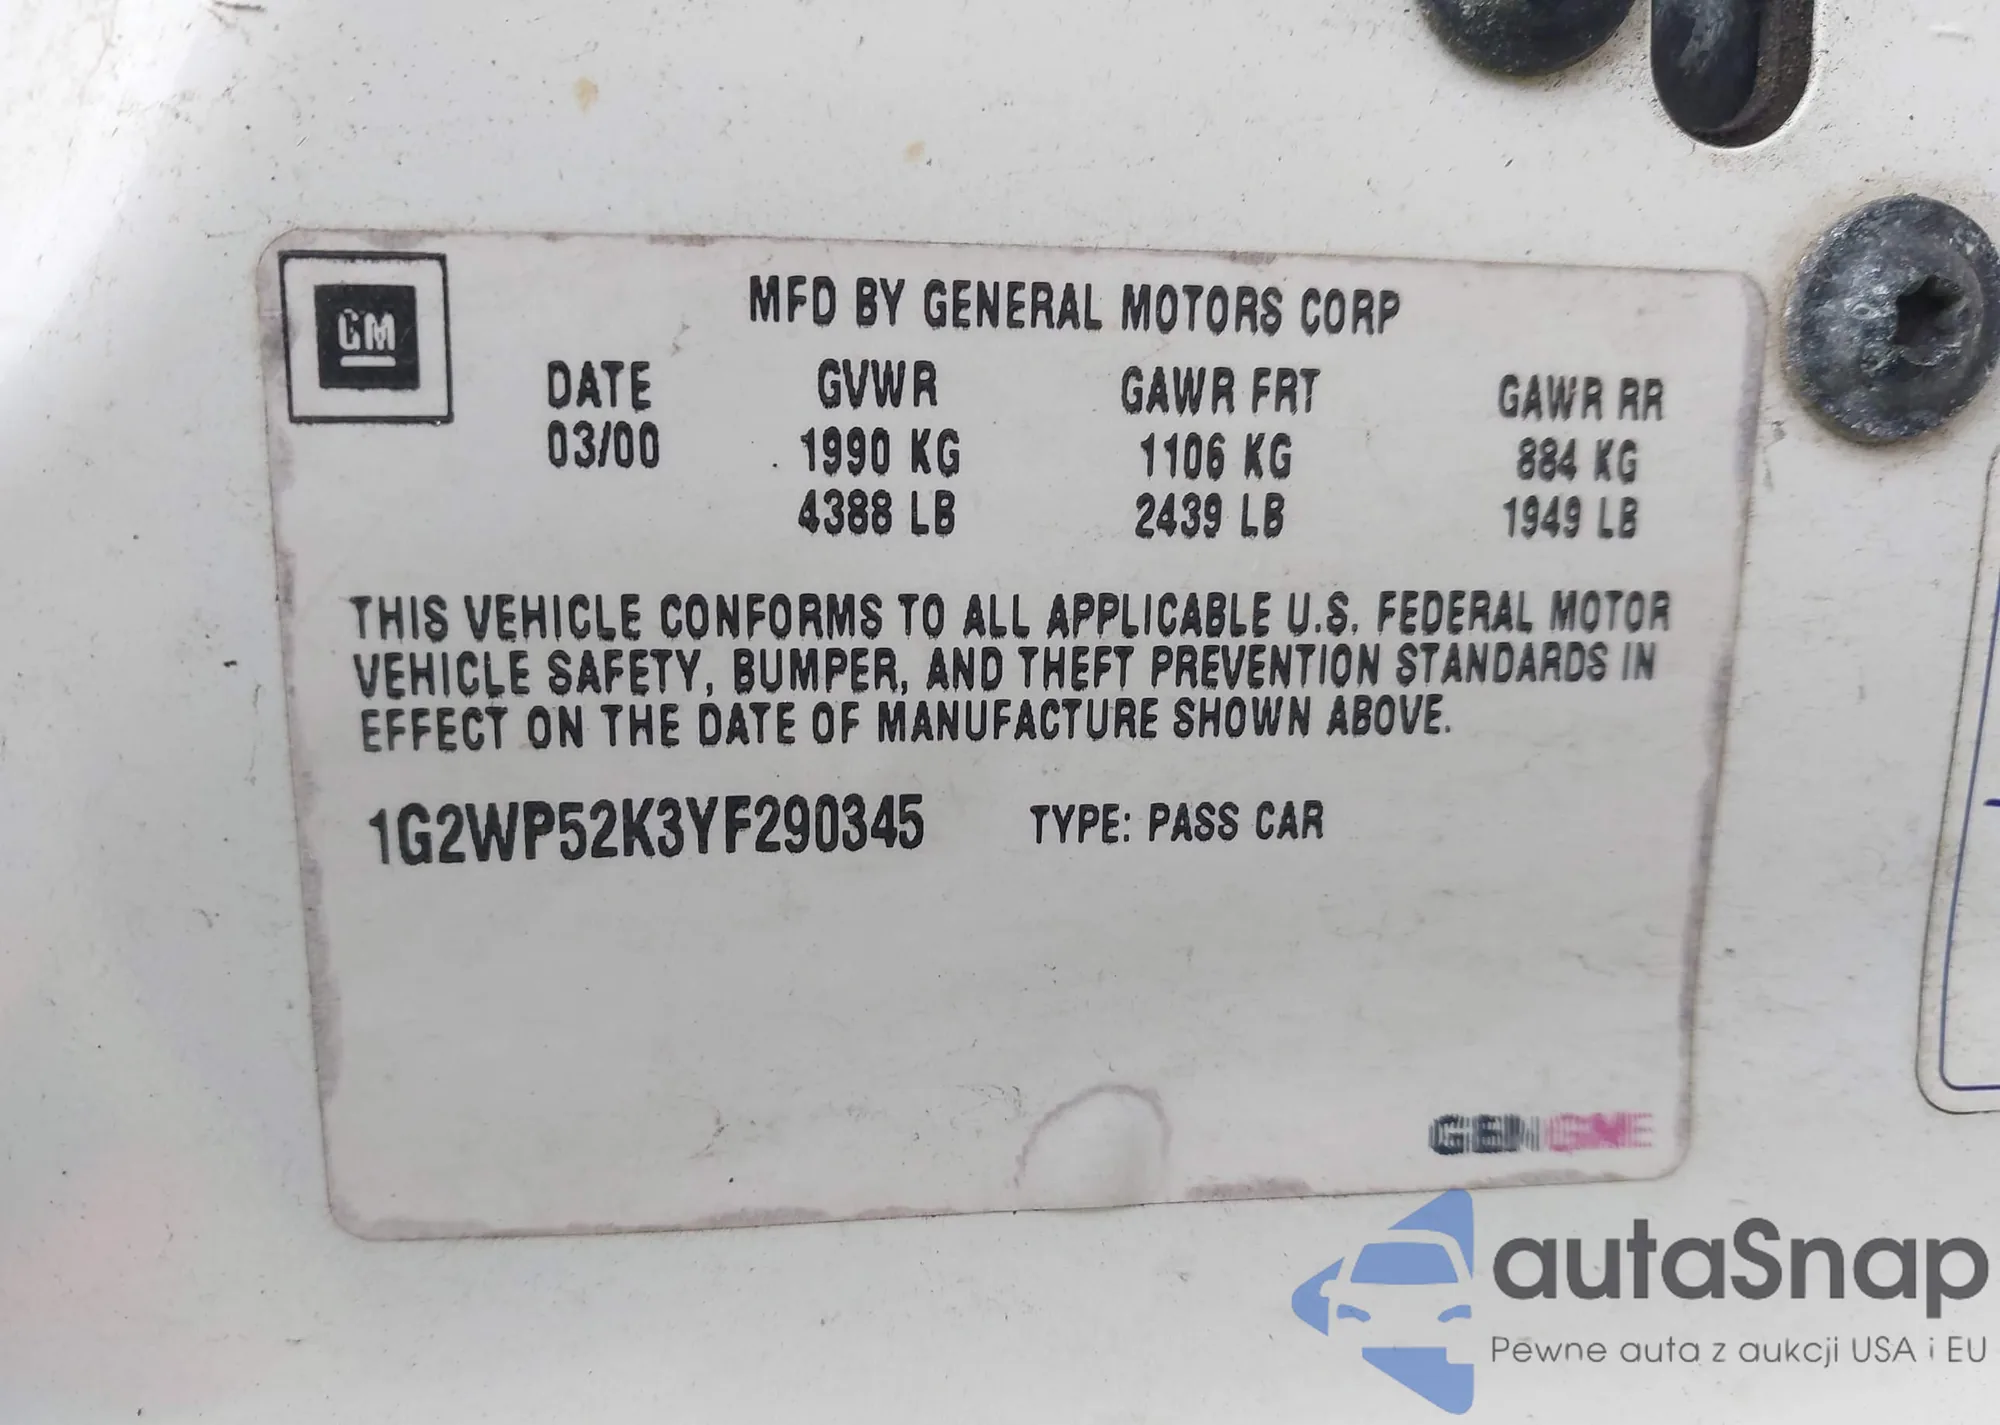 GM
MFD BY GENERAL MOTORS CORP
DATE GVWR GAWR FRT GAWR RR
03/00 1990 KG 1106 KG 884 KG
4388 LB 2439 LB 1949 LB
THIS VEHICLE CONFORMS TO ALL APPLICABLE U.S. FEDERAL MOTOR
VEHICLE SAFETY, BUMPER, AND THEFT PREVENTION STANDARDS IN
EFFECT ON THE DATE OF MANUFACTURE SHOWN ABOVE.
1G2WP52K3YF290345 TYPE: PASS CAR
autaSnap
Pewne auta z aukcji USA i EU